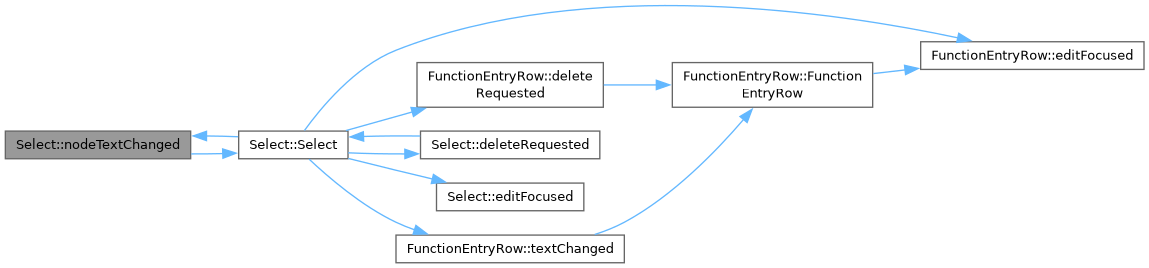 Select::nodeTextChanged
Select::Select
FunctionEntryRow::delete
Requested
Select::deleteRequested
Select::editFocused
FunctionEntryRow::textChanged
FunctionEntryRow::Function
EntryRow
FunctionEntryRow::editFocused